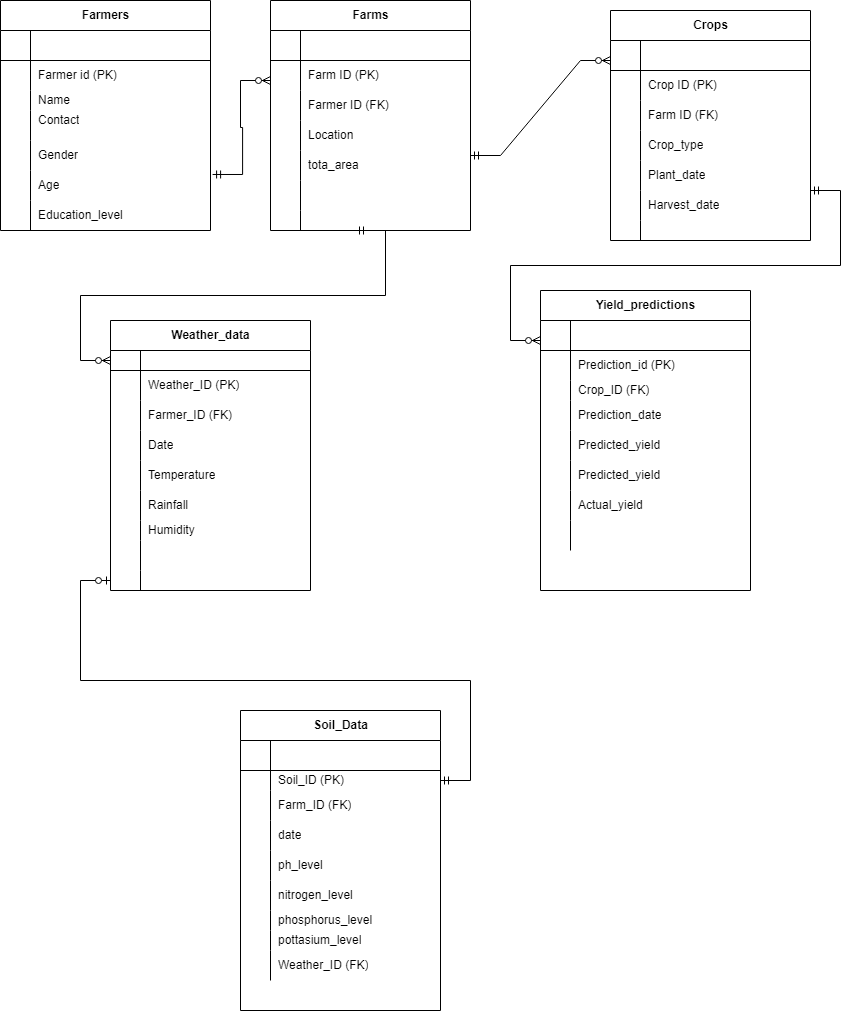 Farmers
Farmer id (PK)
Name
Contact
Gender
Age
Education_level
Farms
Farm ID (PK)
Farmer ID (FK)
Location
tota_area
Crops
Crop ID (PK)
Farm ID (FK)
Crop_type
Plant_date
Harvest_date
Weather_data
Weather_ID (PK)
Farmer_ID (FK)
Date
Temperature
Rainfall
Humidity
Yield_predictions
Prediction_id (PK)
Crop_ID (FK)
Prediction_date
Predicted_yield
Predicted_yield
Actual_yield
Soil_Data
Soil_ID (PK)
Farm_ID (FK)
date
ph_level
nitrogen_level
phosphorus_level
pottasium_level
Weather_ID (FK)